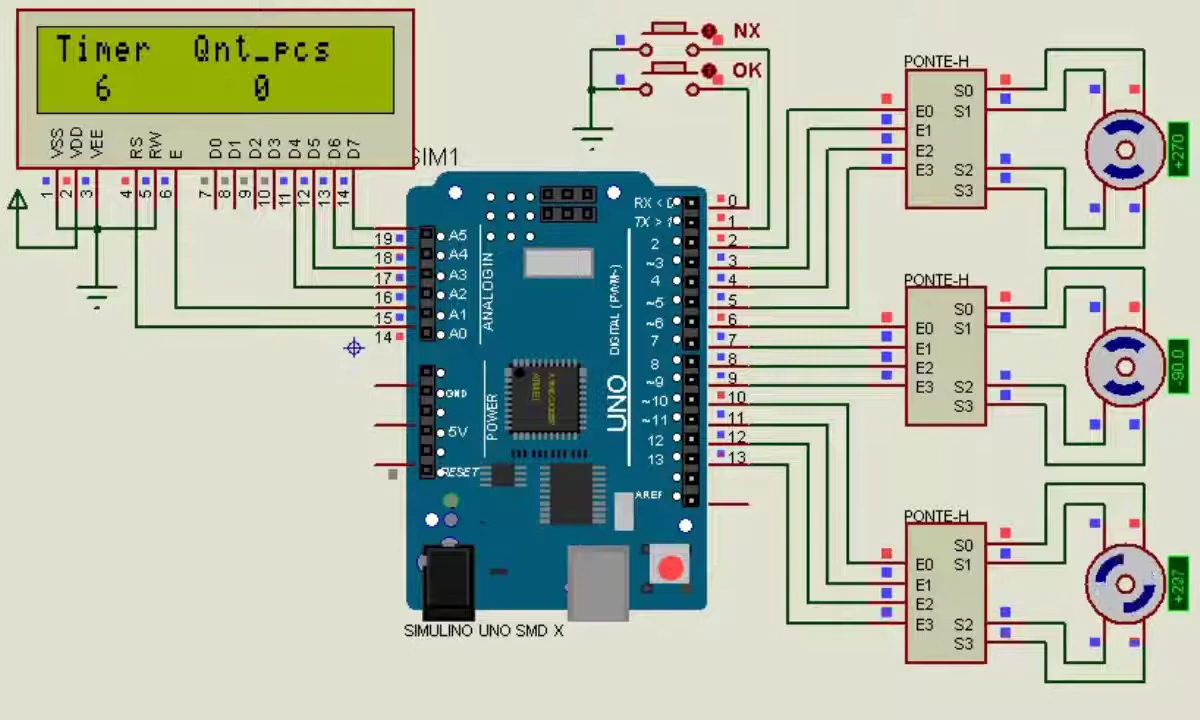 Timer Qnt_pcs
6 0
VSS
VDD
VEE
RS
RW
E
D0
D1
D2
D3
D4
D5
D6
D7
1
2
3
4
5
6
7
8
9
10
11
12
13
14
SIM1
NX
OK
19
18
17
16
15
14
A5
A4
A3
A2
A1
A0
ANALOG IN
RX < 0
TX > 1
2
~3
4
~5
~6
7
8
~9
~10
~11
12
13
DIGITAL (PWM~)
UNO
AREF
0
1
2
3
4
5
6
7
8
9
10
11
12
13
GND
5V
RESET
POWER
SIMULINO UNO SMD X
PONTE-H
E0
E1
E2
E3
S0
S1
S2
S3
+270
PONTE-H
E0
E1
E2
E3
S0
S1
S2
S3
-90.0
PONTE-H
E0
E1
E2
E3
S0
S1
S2
S3